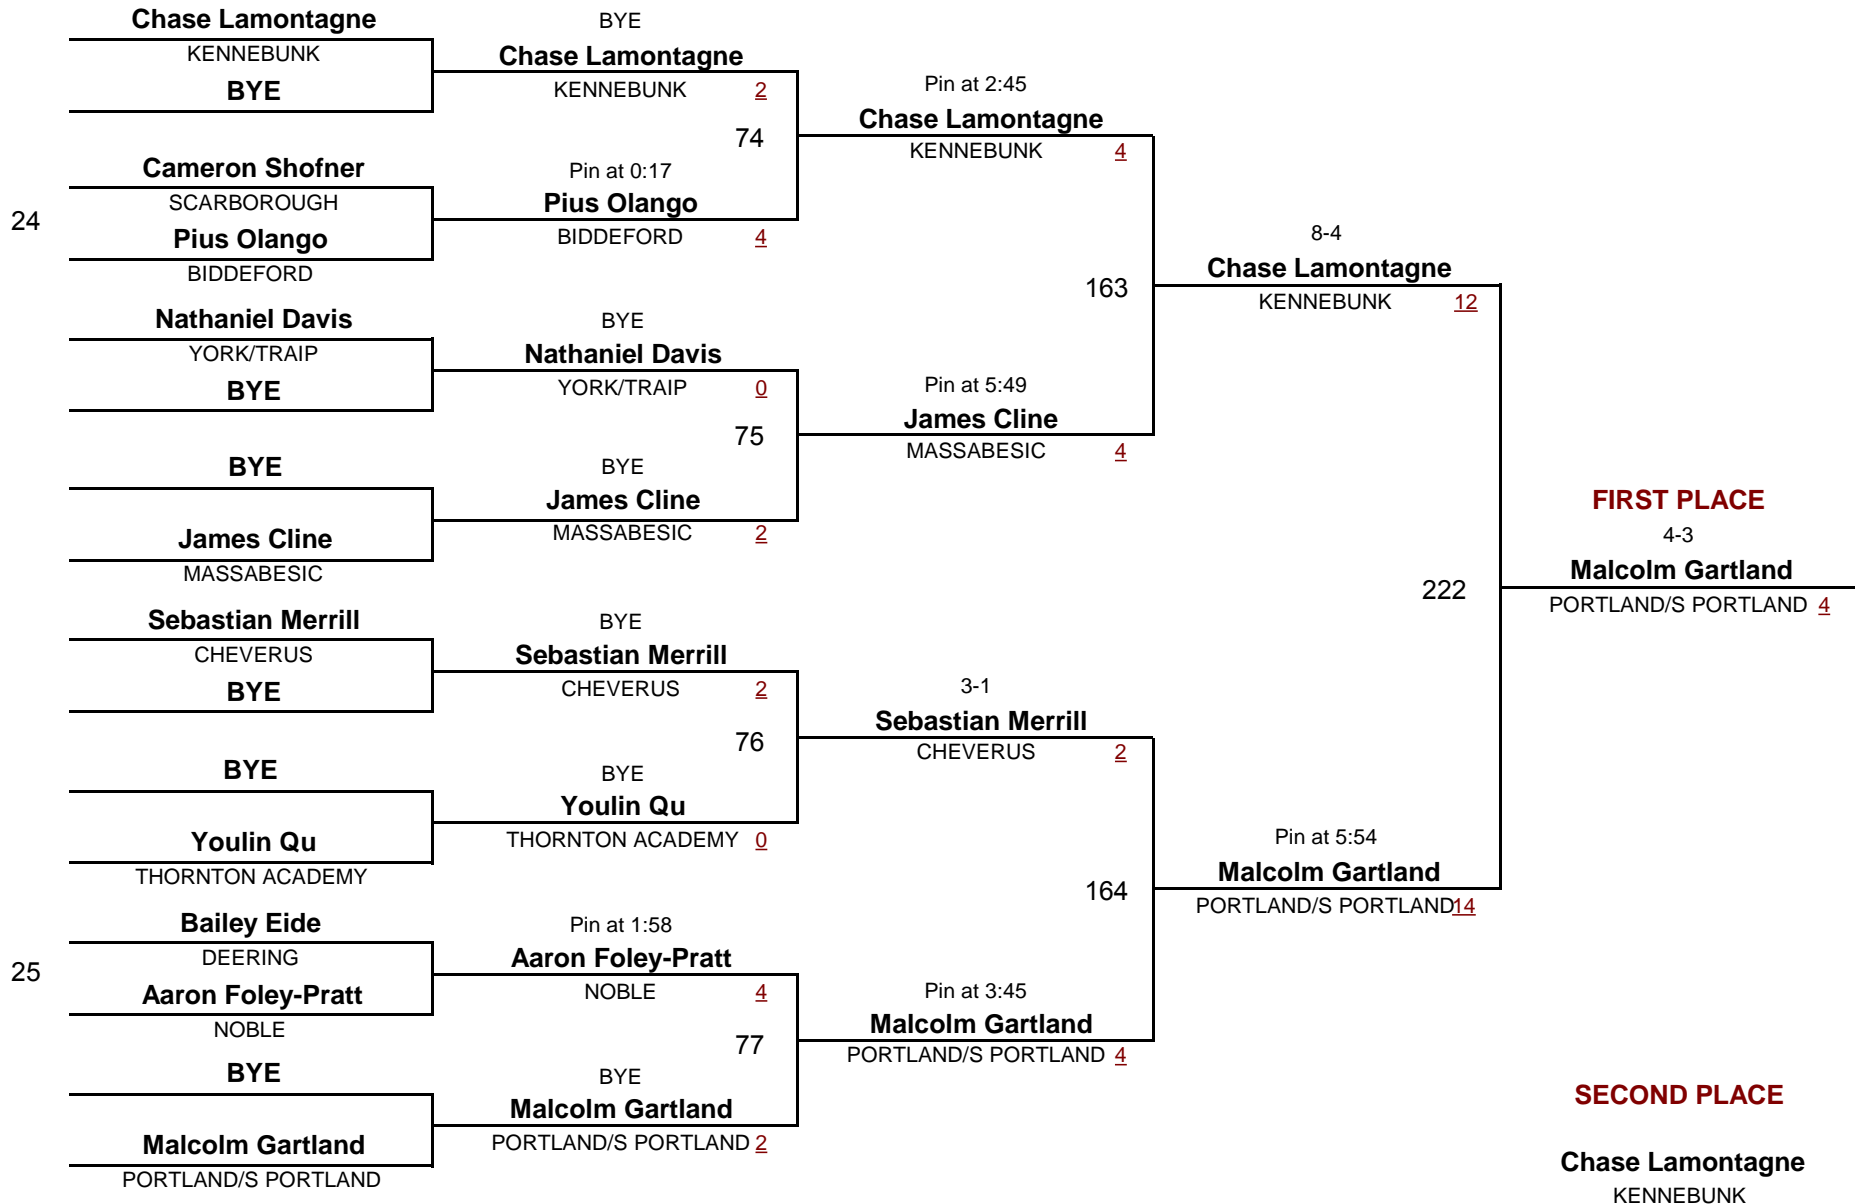 Chase Lamontagne
KENNEBUNK
BYE
24
Cameron Shofner
SCARBOROUGH
Pius Olango
BIDDEFORD
Nathaniel Davis
YORK/TRAIP
BYE
BYE
James Cline
MASSABESIC
Sebastian Merrill
CHEVERUS
BYE
BYE
Youlin Qu
THORNTON ACADEMY
25
Bailey Eide
DEERING
Aaron Foley-Pratt
NOBLE
BYE
Malcolm Gartland
PORTLAND/S PORTLAND
BYE
Chase Lamontagne
KENNEBUNK 2
74
Pin at 0:17
Pius Olango
BIDDEFORD 4
BYE
Nathaniel Davis
YORK/TRAIP 0
75
BYE
James Cline
MASSABESIC 2
BYE
Sebastian Merrill
CHEVERUS 2
76
BYE
Youlin Qu
THORNTON ACADEMY 0
Pin at 1:58
Aaron Foley-Pratt
NOBLE 4
77
BYE
Malcolm Gartland
PORTLAND/S PORTLAND 2
Pin at 2:45
Chase Lamontagne
KENNEBUNK 4
163
Pin at 5:49
James Cline
MASSABESIC 4
3-1
Sebastian Merrill
CHEVERUS 2
164
Pin at 3:45
Malcolm Gartland
PORTLAND/S PORTLAND 4
8-4
Chase Lamontagne
KENNEBUNK 12
222
Pin at 5:54
Malcolm Gartland
PORTLAND/S PORTLAND 14
FIRST PLACE
4-3
Malcolm Gartland
PORTLAND/S PORTLAND 4
SECOND PLACE
Chase Lamontagne
KENNEBUNK